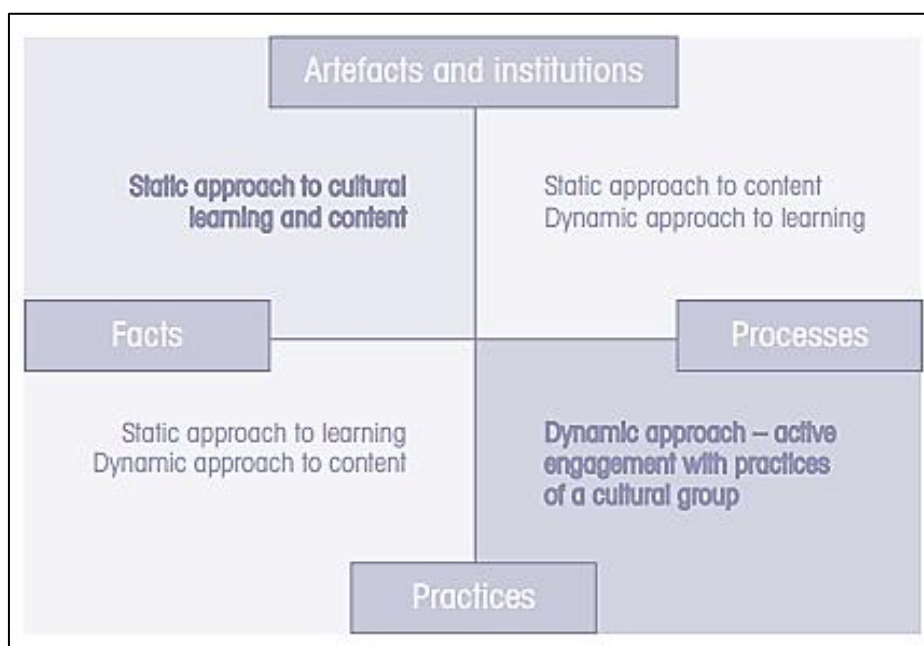 Artefacts and institutions
Static approach to cultural
learning and content
Static approach to content
Dynamic approach to learning
Facts
Processes
Static approach to learning
Dynamic approach to content
Dynamic approach – active
engagement with practices
of a cultural group
Practices